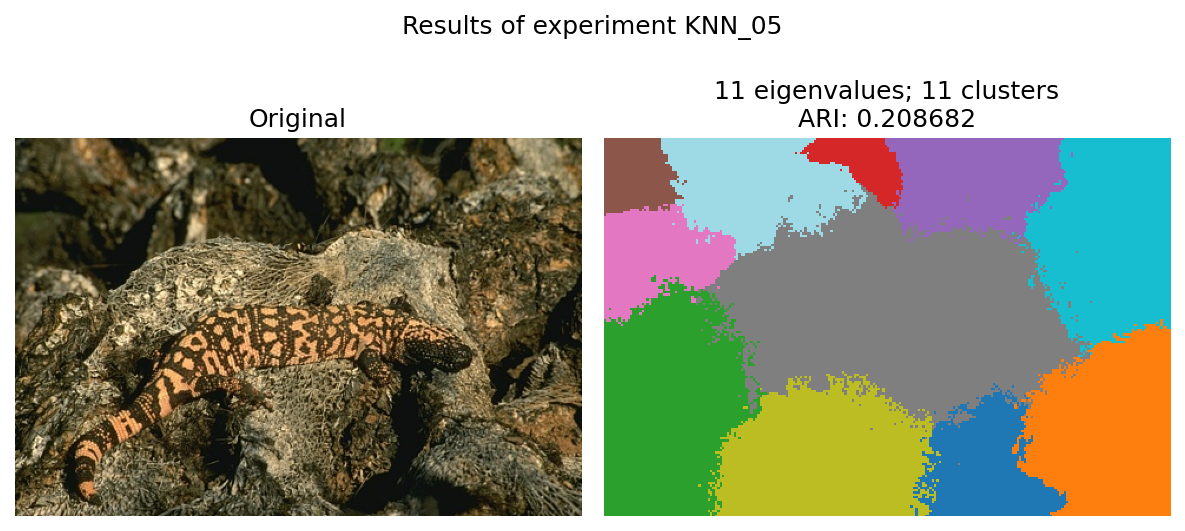 Results of experiment KNN_05
Original
11 eigenvalues; 11 clusters
ARI: 0.208682